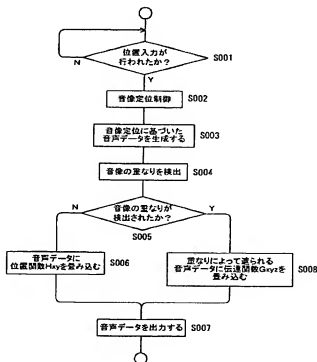 位置入力が
行われたか？
S001
N
Y
音像定位制御
S002
音像定位に基づいた
音声データを生成する
S003
音像の重なりを検出
S004
N
音像の重なりが
検出されたか？
Y
S005
音声データに
位置関数Hxyを畳み込む
S006
重なりによって遮られる
音声データに伝達関数Gxyzを
畳み込む
S008
音声データを出力する
S007